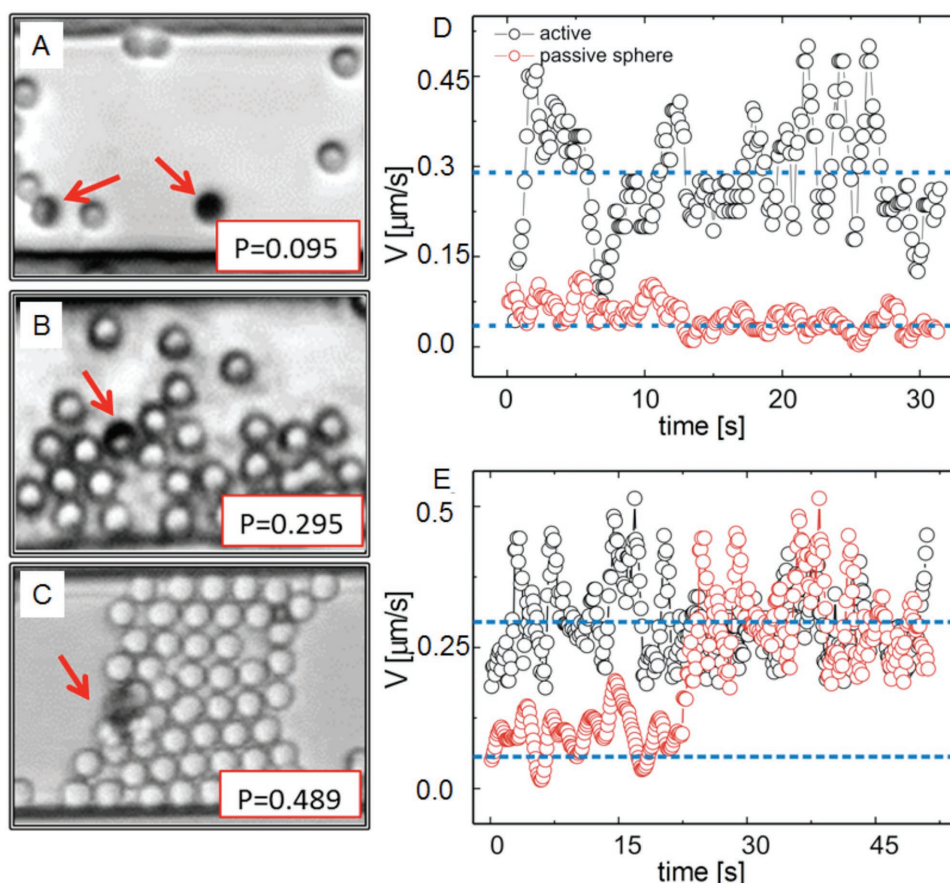 A
P=0.095
B
P=0.295
C
P=0.489
D
active
passive sphere
0.45
0.3
0.15
0.0
V [µm/s]
0 10 20 30
time [s]
E
0.5
0.25
0.0
V [µm/s]
0 15 30 45
time [s]